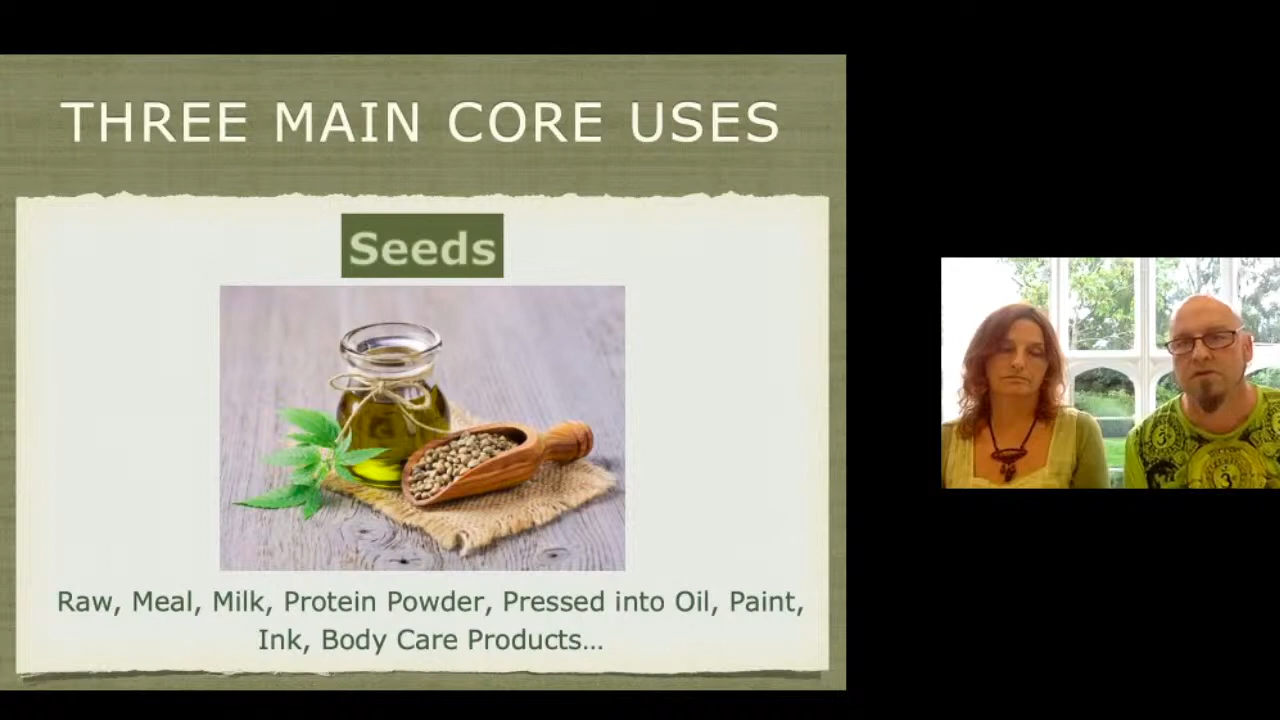 THREE MAIN CORE USES
Seeds
Raw, Meal, Milk, Protein Powder, Pressed into Oil, Paint,
Ink, Body Care Products…